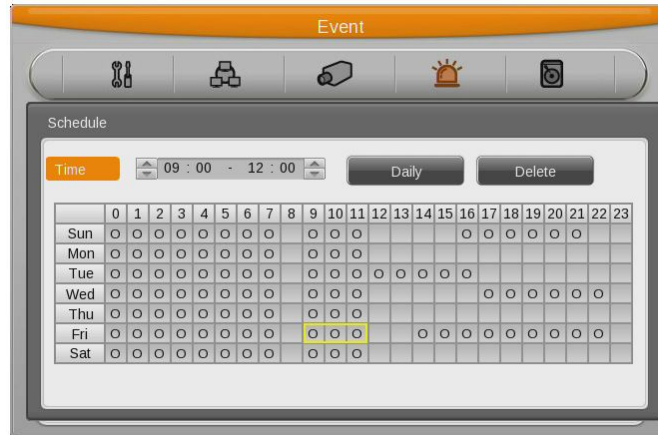 Event
Schedule
Time 09 : 00 - 12 : 00 Daily Delete
0 1 2 3 4 5 6 7 8 9 10 11 12 13 14 15 16 17 18 19 20 21 22 23
Sun O O O O O O O O O O O O O O O O O
Mon O O O O O O O O O O O
Tue O O O O O O O O O O O O O O O O
Wed O O O O O O O O O O O O O O O O O
Thu O O O O O O O O O O O
Fri O O O O O O O O O O O O O O O O O O O O
Sat O O O O O O O O O O O